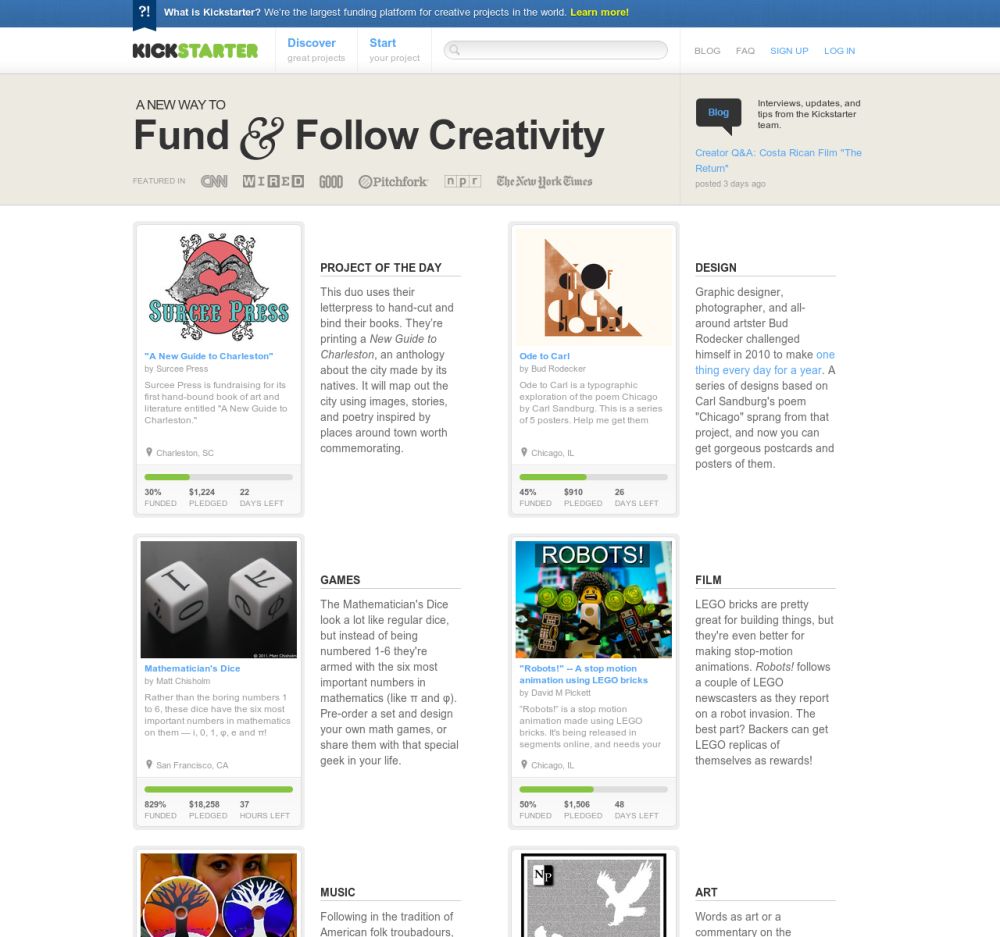 ?! What is Kickstarter? We're the largest funding platform for creative projects in the world. Learn more!
KICKSTARTER
Discover
great projects
Start
your project
BLOG FAQ SIGN UP LOG IN
A NEW WAY TO
Fund & Follow Creativity
FEATURED IN CNN WIRED GOOD Pitchfork npr The New York Times
Blog
Interviews, updates, and
tips from the Kickstarter
team.
Creator Q&A: Costa Rican Film "The
Return"
posted 3 days ago
SURCEE PRESS
"A New Guide to Charleston"
by Surcee Press
Surcee Press is fundraising for its
first hand-bound book of art and
literature entitled "A New Guide to
Charleston."
Charleston, SC
30% $1,224 22
FUNDED PLEDGED DAYS LEFT
PROJECT OF THE DAY
This duo uses their
letterpress to hand-cut and
bind their books. They're
printing a New Guide to
Charleston, an anthology
about the city made by its
natives. It will map out the
city using images, stories,
and poetry inspired by
places around town worth
commemorating.
Ode to Carl
by Bud Rodecker
Ode to Carl is a typographic
exploration of the poem Chicago
by Carl Sandburg. This is a series
of 5 posters. Help me get them
Chicago, IL
45% $910 26
FUNDED PLEDGED DAYS LEFT
DESIGN
Graphic designer,
photographer, and all-
around artster Bud
Rodecker challenged
himself in 2010 to make one
thing every day for a year. A
series of designs based on
Carl Sandburg's poem
"Chicago" sprang from that
project, and now you can
get gorgeous postcards and
posters of them.
© 2011, Matt Chisholm
Mathematician's Dice
by Matt Chisholm
Rather than the boring numbers 1
to 6, these dice have the six most
important numbers in mathematics
on them — i, 0, 1, φ, e and π!
San Francisco, CA
829% $18,258 37
FUNDED PLEDGED HOURS LEFT
GAMES
The Mathematician's Dice
look a lot like regular dice,
but instead of being
numbered 1-6 they're
armed with the six most
important numbers in
mathematics (like π and φ).
Pre-order a set and design
your own math games, or
share them with that special
geek in your life.
ROBOTS!
"Robots!" -- A stop motion
animation using LEGO bricks
by David M Pickett
"Robots!" is a stop motion
animation made using LEGO
bricks. It's being released in
segments online, and needs your
Chicago, IL
50% $1,506 48
FUNDED PLEDGED DAYS LEFT
FILM
LEGO bricks are pretty
great for building things, but
they're even better for
making stop-motion
animations. Robots! follows
a couple of LEGO
newscasters as they report
on a robot invasion. The
best part? Backers can get
LEGO replicas of
themselves as rewards!
MUSIC
Following in the tradition of
American folk troubadours,
NP
ART
Words as art or a
commentary on the